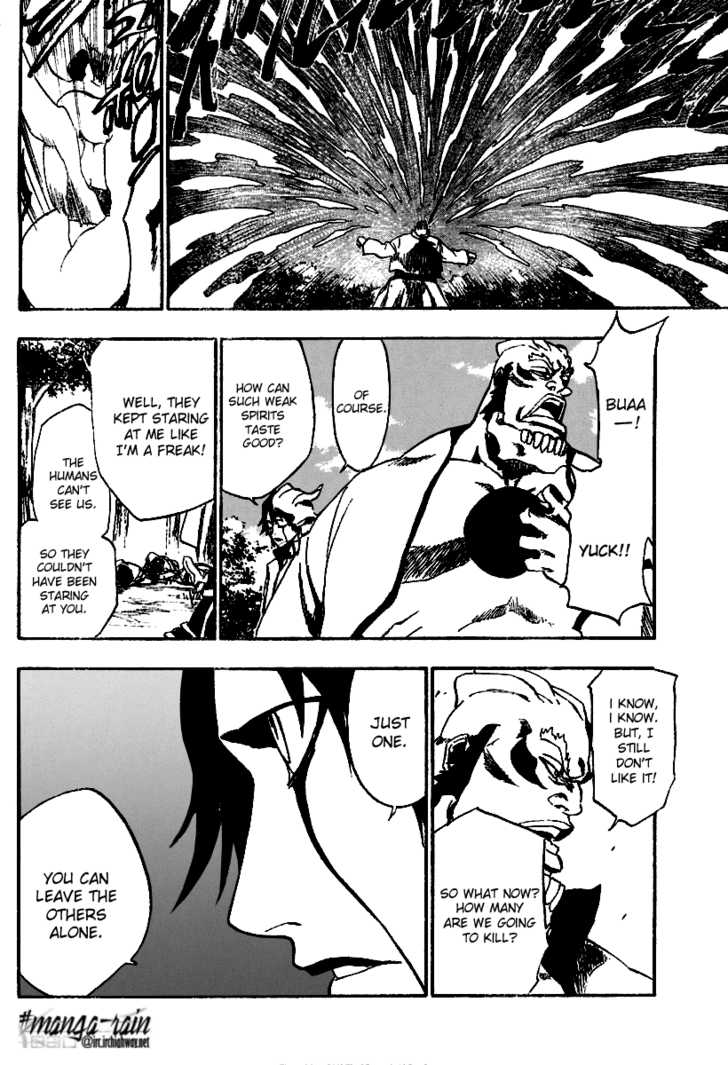 BUAA
—!
YUCK!!
OF
COURSE.
HOW CAN
SUCH WEAK
SPIRITS
TASTE
GOOD?
WELL, THEY
KEPT STARING
AT ME LIKE
I'M A FREAK!
THE
HUMANS
CAN'T
SEE US.
SO THEY
COULDN'T
HAVE BEEN
STARING
AT YOU.
I KNOW,
I KNOW.
BUT, I
STILL
DON'T
LIKE IT!
SO WHAT NOW?
HOW MANY
ARE WE GOING
TO KILL?
JUST
ONE.
YOU CAN
LEAVE THE
OTHERS
ALONE.
#manga-rain
@irc.irchighway.net